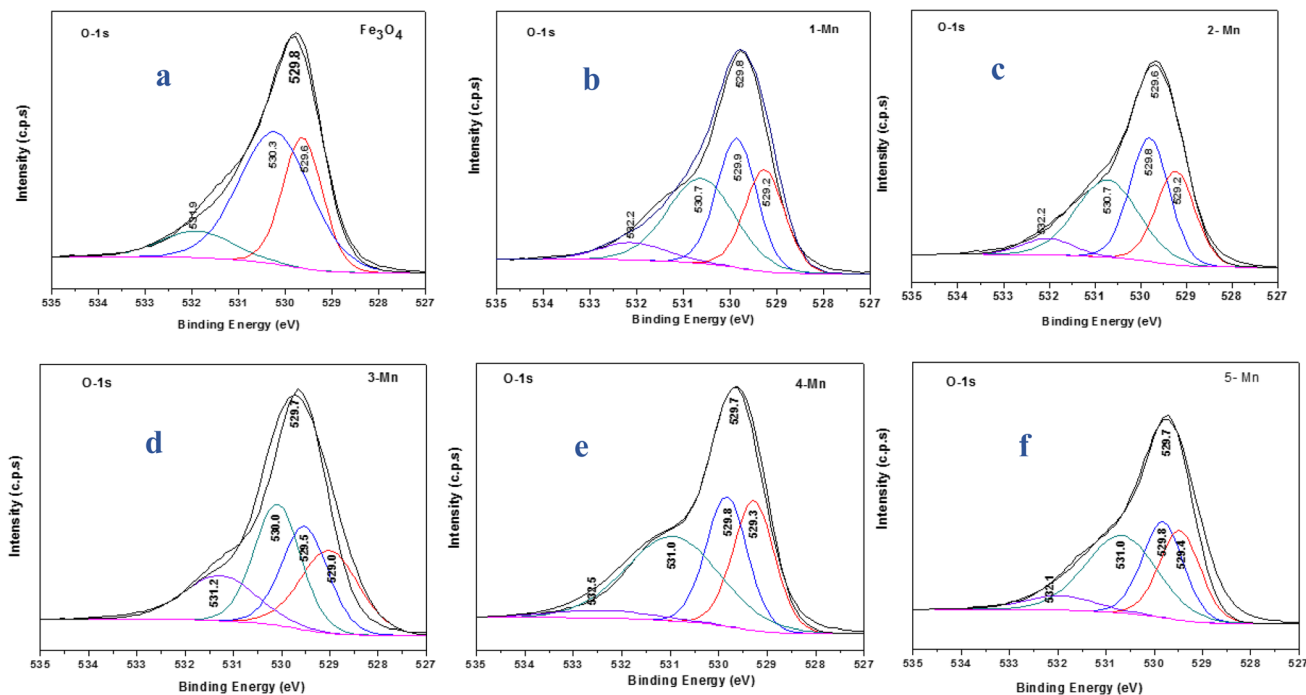 O-1s
Fe3O4
a
529.8
530.3
529.6
531.9
Intensity (c.p.s)
535 534 533 532 531 530 529 528 527
Binding Energy (eV)
O-1s
1-Mn
b
529.8
529.9
529.2
530.7
532.2
Intensity (c.p.s)
535 534 533 532 531 530 529 528 527
Binding Energy (eV)
O-1s
2- Mn
c
529.6
529.8
529.2
530.7
532.2
Intensity (c.p.s)
535 534 533 532 531 530 529 528 527
Binding Energy (eV)
O-1s
3-Mn
d
529.7
530.0
529.5
529.0
531.2
Intensity (c.p.s)
535 534 533 532 531 530 529 528 527
Binding Energy (eV)
O-1s
4-Mn
e
529.7
529.8
529.3
531.0
532.5
Intensity (c.p.s)
535 534 533 532 531 530 529 528 527
Binding Energy (eV)
O-1s
5- Mn
f
529.7
531.0
529.8
529.4
532.1
Intensity (c.p.s)
535 534 533 532 531 530 529 528 527
Binding Energy (eV)